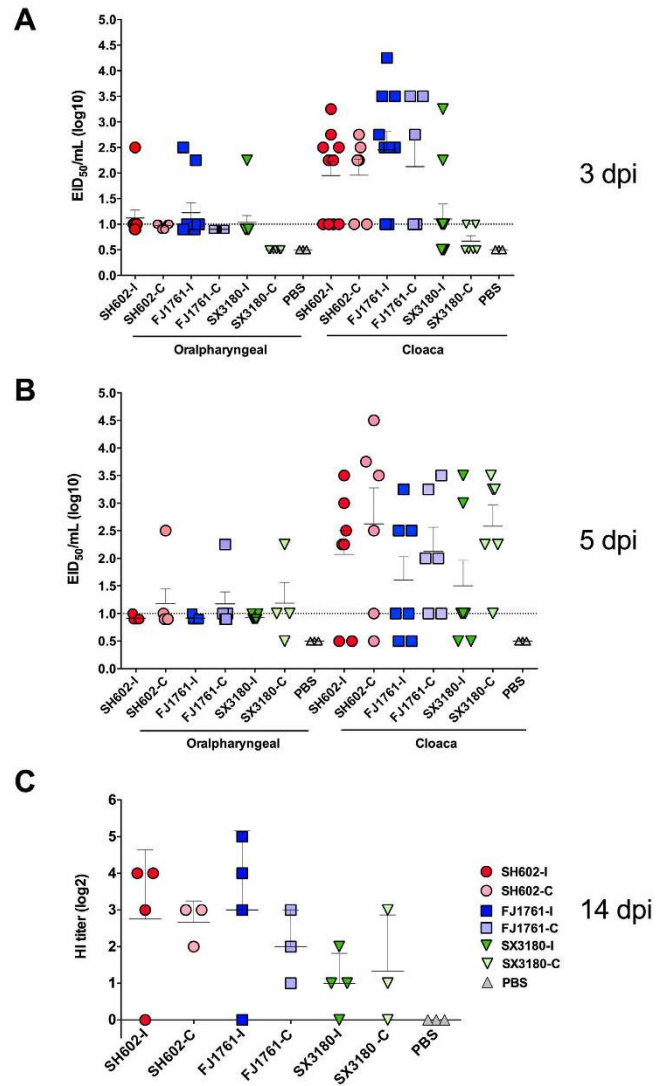 A
EID50/mL (log10)
5.0
4.5
4.0
3.5
3.0
2.5
2.0
1.5
1.0
0.5
0.0
3 dpi
SH602-I
SH602-C
FJ1761-I
FJ1761-C
SX3180-I
SX3180-C
PBS
SH602-I
SH602-C
FJ1761-I
FJ1761-C
SX3180-I
SX3180-C
PBS
Oralpharyngeal
Cloaca
B
EID50/mL (log10)
5.0
4.5
4.0
3.5
3.0
2.5
2.0
1.5
1.0
0.5
0.0
5 dpi
SH602-I
SH602-C
FJ1761-I
FJ1761-C
SX3180-I
SX3180-C
PBS
SH602-I
SH602-C
FJ1761-I
FJ1761-C
SX3180-I
SX3180-C
PBS
Oralpharyngeal
Cloaca
C
HI titer (log2)
6
5
4
3
2
1
0
SH602-I
SH602-C
FJ1761-I
FJ1761-C
SX3180-I
SX3180-C
PBS
14 dpi
SH602-I
SH602-C
FJ1761-I
FJ1761-C
SX3180-I
SX3180 -C
PBS